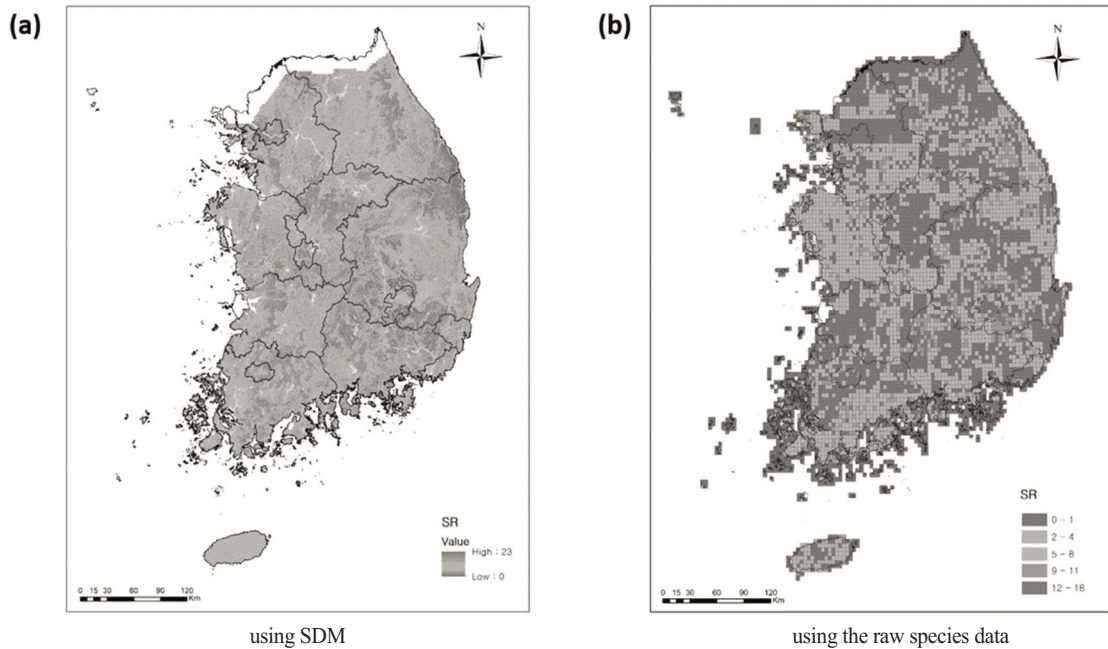 (a)
N
SR
Value
High : 23
Low : 0
0 15 30 60 90 120
Km
using SDM
(b)
N
SR
0 - 1
2 - 4
5 - 8
9 - 11
12 - 18
0 15 30 60 90 120
Km
using the raw species data